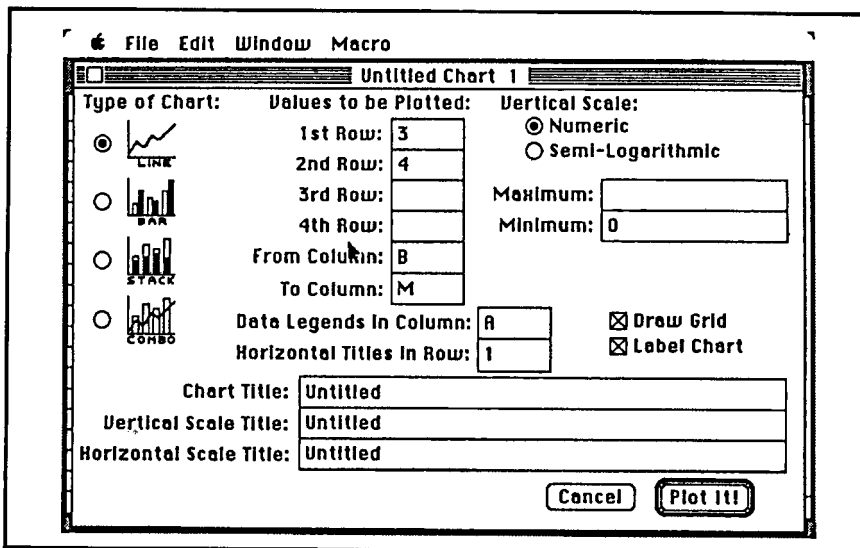 File Edit Window Macro
Untitled Chart 1
Type of Chart:
LINE
BAR
STACK
COMBO
Values to be Plotted:
1st Row: 3
2nd Row: 4
3rd Row:
4th Row:
From Column: B
To Column: M
Vertical Scale:
Numeric
Semi-Logarithmic
Maximum:
Minimum: 0
Data Legends in Column: A
Horizontal Titles in Row: 1
Draw Grid
Label Chart
Chart Title: Untitled
Vertical Scale Title: Untitled
Horizontal Scale Title: Untitled
Cancel
Plot It!